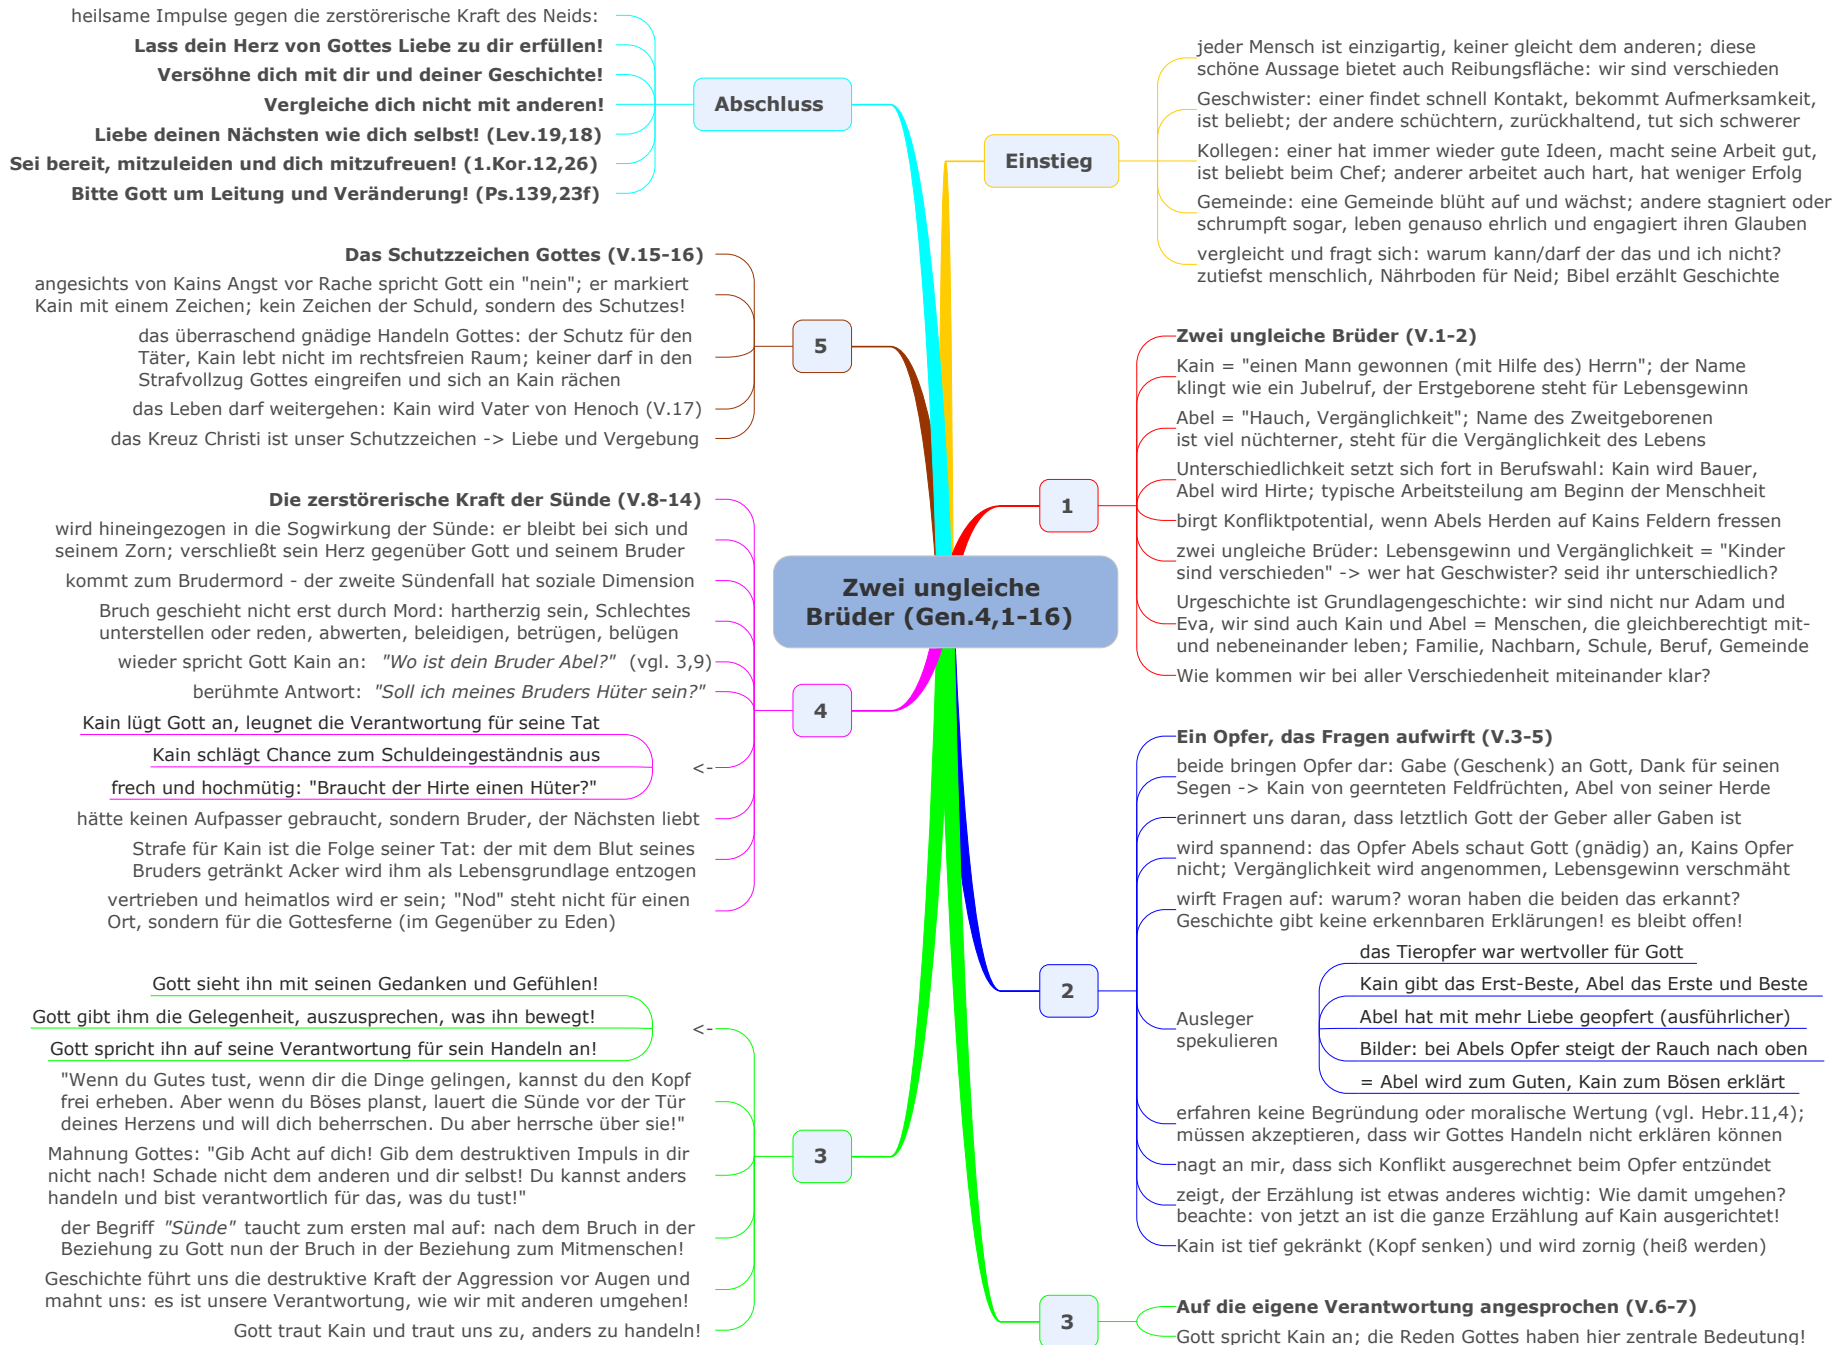 Zwei ungleiche
Brüder (Gen.4,1-16)
Einstieg
jeder Mensch ist einzigartig, keiner gleicht dem anderen; diese
schöne Aussage bietet auch Reibungsfläche: wir sind verschieden
Geschwister: einer findet schnell Kontakt, bekommt Aufmerksamkeit,
ist beliebt; der andere schüchtern, zurückhaltend, tut sich schwerer
Kollegen: einer hat immer wieder gute Ideen, macht seine Arbeit gut,
ist beliebt beim Chef; anderer arbeitet auch hart, hat weniger Erfolg
Gemeinde: eine Gemeinde blüht auf und wächst; andere stagniert oder
schrumpft sogar, leben genauso ehrlich und engagiert ihren Glauben
vergleicht und fragt sich: warum kann/darf der das und ich nicht?
zutiefst menschlich, Nährboden für Neid; Bibel erzählt Geschichte
1
Zwei ungleiche Brüder (V.1-2)
Kain = "einen Mann gewonnen (mit Hilfe des) Herrn"; der Name
klingt wie ein Jubelruf, der Erstgeborene steht für Lebensgewinn
Abel = "Hauch, Vergänglichkeit"; Name des Zweitgeborenen
ist viel nüchterner, steht für die Vergänglichkeit des Lebens
Unterschiedlichkeit setzt sich fort in Berufswahl: Kain wird Bauer,
Abel wird Hirte; typische Arbeitsteilung am Beginn der Menschheit
birgt Konfliktpotential, wenn Abels Herden auf Kains Feldern fressen
zwei ungleiche Brüder: Lebensgewinn und Vergänglichkeit = "Kinder
sind verschieden" -> wer hat Geschwister? seid ihr unterschiedlich?
Urgeschichte ist Grundlagengeschichte: wir sind nicht nur Adam und
Eva, wir sind auch Kain und Abel = Menschen, die gleichberechtigt mit-
und nebeneinander leben; Familie, Nachbarn, Schule, Beruf, Gemeinde
Wie kommen wir bei aller Verschiedenheit miteinander klar?
2
Ein Opfer, das Fragen aufwirft (V.3-5)
beide bringen Opfer dar: Gabe (Geschenk) an Gott, Dank für seinen
Segen -> Kain von geernteten Feldfrüchten, Abel von seiner Herde
erinnert uns daran, dass letztlich Gott der Geber aller Gaben ist
wird spannend: das Opfer Abels schaut Gott (gnädig) an, Kains Opfer
nicht; Vergänglichkeit wird angenommen, Lebensgewinn verschmäht
wirft Fragen auf: warum? woran haben die beiden das erkannt?
Geschichte gibt keine erkennbaren Erklärungen! es bleibt offen!
Ausleger
spekulieren
das Tieropfer war wertvoller für Gott
Kain gibt das Erst-Beste, Abel das Erste und Beste
Abel hat mit mehr Liebe geopfert (ausführlicher)
Bilder: bei Abels Opfer steigt der Rauch nach oben
= Abel wird zum Guten, Kain zum Bösen erklärt
erfahren keine Begründung oder moralische Wertung (vgl. Hebr.11,4);
müssen akzeptieren, dass wir Gottes Handeln nicht erklären können
nagt an mir, dass sich Konflikt ausgerechnet beim Opfer entzündet
zeigt, der Erzählung ist etwas anderes wichtig: Wie damit umgehen?
beachte: von jetzt an ist die ganze Erzählung auf Kain ausgerichtet!
Kain ist tief gekränkt (Kopf senken) und wird zornig (heiß werden)
3
Auf die eigene Verantwortung angesprochen (V.6-7)
Gott spricht Kain an; die Reden Gottes haben hier zentrale Bedeutung!
3
<-
Gott sieht ihn mit seinen Gedanken und Gefühlen!
Gott gibt ihm die Gelegenheit, auszusprechen, was ihn bewegt!
Gott spricht ihn auf seine Verantwortung für sein Handeln an!
"Wenn du Gutes tust, wenn dir die Dinge gelingen, kannst du den Kopf
frei erheben. Aber wenn du Böses planst, lauert die Sünde vor der Tür
deines Herzens und will dich beherrschen. Du aber herrsche über sie!"
Mahnung Gottes: "Gib Acht auf dich! Gib dem destruktiven Impuls in dir
nicht nach! Schade nicht dem anderen und dir selbst! Du kannst anders
handeln und bist verantwortlich für das, was du tust!"
der Begriff "Sünde" taucht zum ersten mal auf: nach dem Bruch in der
Beziehung zu Gott nun der Bruch in der Beziehung zum Mitmenschen!
Geschichte führt uns die destruktive Kraft der Aggression vor Augen und
mahnt uns: es ist unsere Verantwortung, wie wir mit anderen umgehen!
Gott traut Kain und traut uns zu, anders zu handeln!
4
Die zerstörerische Kraft der Sünde (V.8-14)
wird hineingezogen in die Sogwirkung der Sünde: er bleibt bei sich und
seinem Zorn; verschließt sein Herz gegenüber Gott und seinem Bruder
kommt zum Brudermord - der zweite Sündenfall hat soziale Dimension
Bruch geschieht nicht erst durch Mord: hartherzig sein, Schlechtes
unterstellen oder reden, abwerten, beleidigen, betrügen, belügen
wieder spricht Gott Kain an: "Wo ist dein Bruder Abel?" (vgl. 3,9)
berühmte Antwort: "Soll ich meines Bruders Hüter sein?"
<-
Kain lügt Gott an, leugnet die Verantwortung für seine Tat
Kain schlägt Chance zum Schuldeingeständnis aus
frech und hochmütig: "Braucht der Hirte einen Hüter?"
hätte keinen Aufpasser gebraucht, sondern Bruder, der Nächsten liebt
Strafe für Kain ist die Folge seiner Tat: der mit dem Blut seines
Bruders getränkt Acker wird ihm als Lebensgrundlage entzogen
vertrieben und heimatlos wird er sein; "Nod" steht nicht für einen
Ort, sondern für die Gottesferne (im Gegenüber zu Eden)
5
Das Schutzzeichen Gottes (V.15-16)
angesichts von Kains Angst vor Rache spricht Gott ein "nein"; er markiert
Kain mit einem Zeichen; kein Zeichen der Schuld, sondern des Schutzes!
das überraschend gnädige Handeln Gottes: der Schutz für den
Täter, Kain lebt nicht im rechtsfreien Raum; keiner darf in den
Strafvollzug Gottes eingreifen und sich an Kain rächen
das Leben darf weitergehen: Kain wird Vater von Henoch (V.17)
das Kreuz Christi ist unser Schutzzeichen -> Liebe und Vergebung
Abschluss
heilsame Impulse gegen die zerstörerische Kraft des Neids:
Lass dein Herz von Gottes Liebe zu dir erfüllen!
Versöhne dich mit dir und deiner Geschichte!
Vergleiche dich nicht mit anderen!
Liebe deinen Nächsten wie dich selbst! (Lev.19,18)
Sei bereit, mitzuleiden und dich mitzufreuen! (1.Kor.12,26)
Bitte Gott um Leitung und Veränderung! (Ps.139,23f)